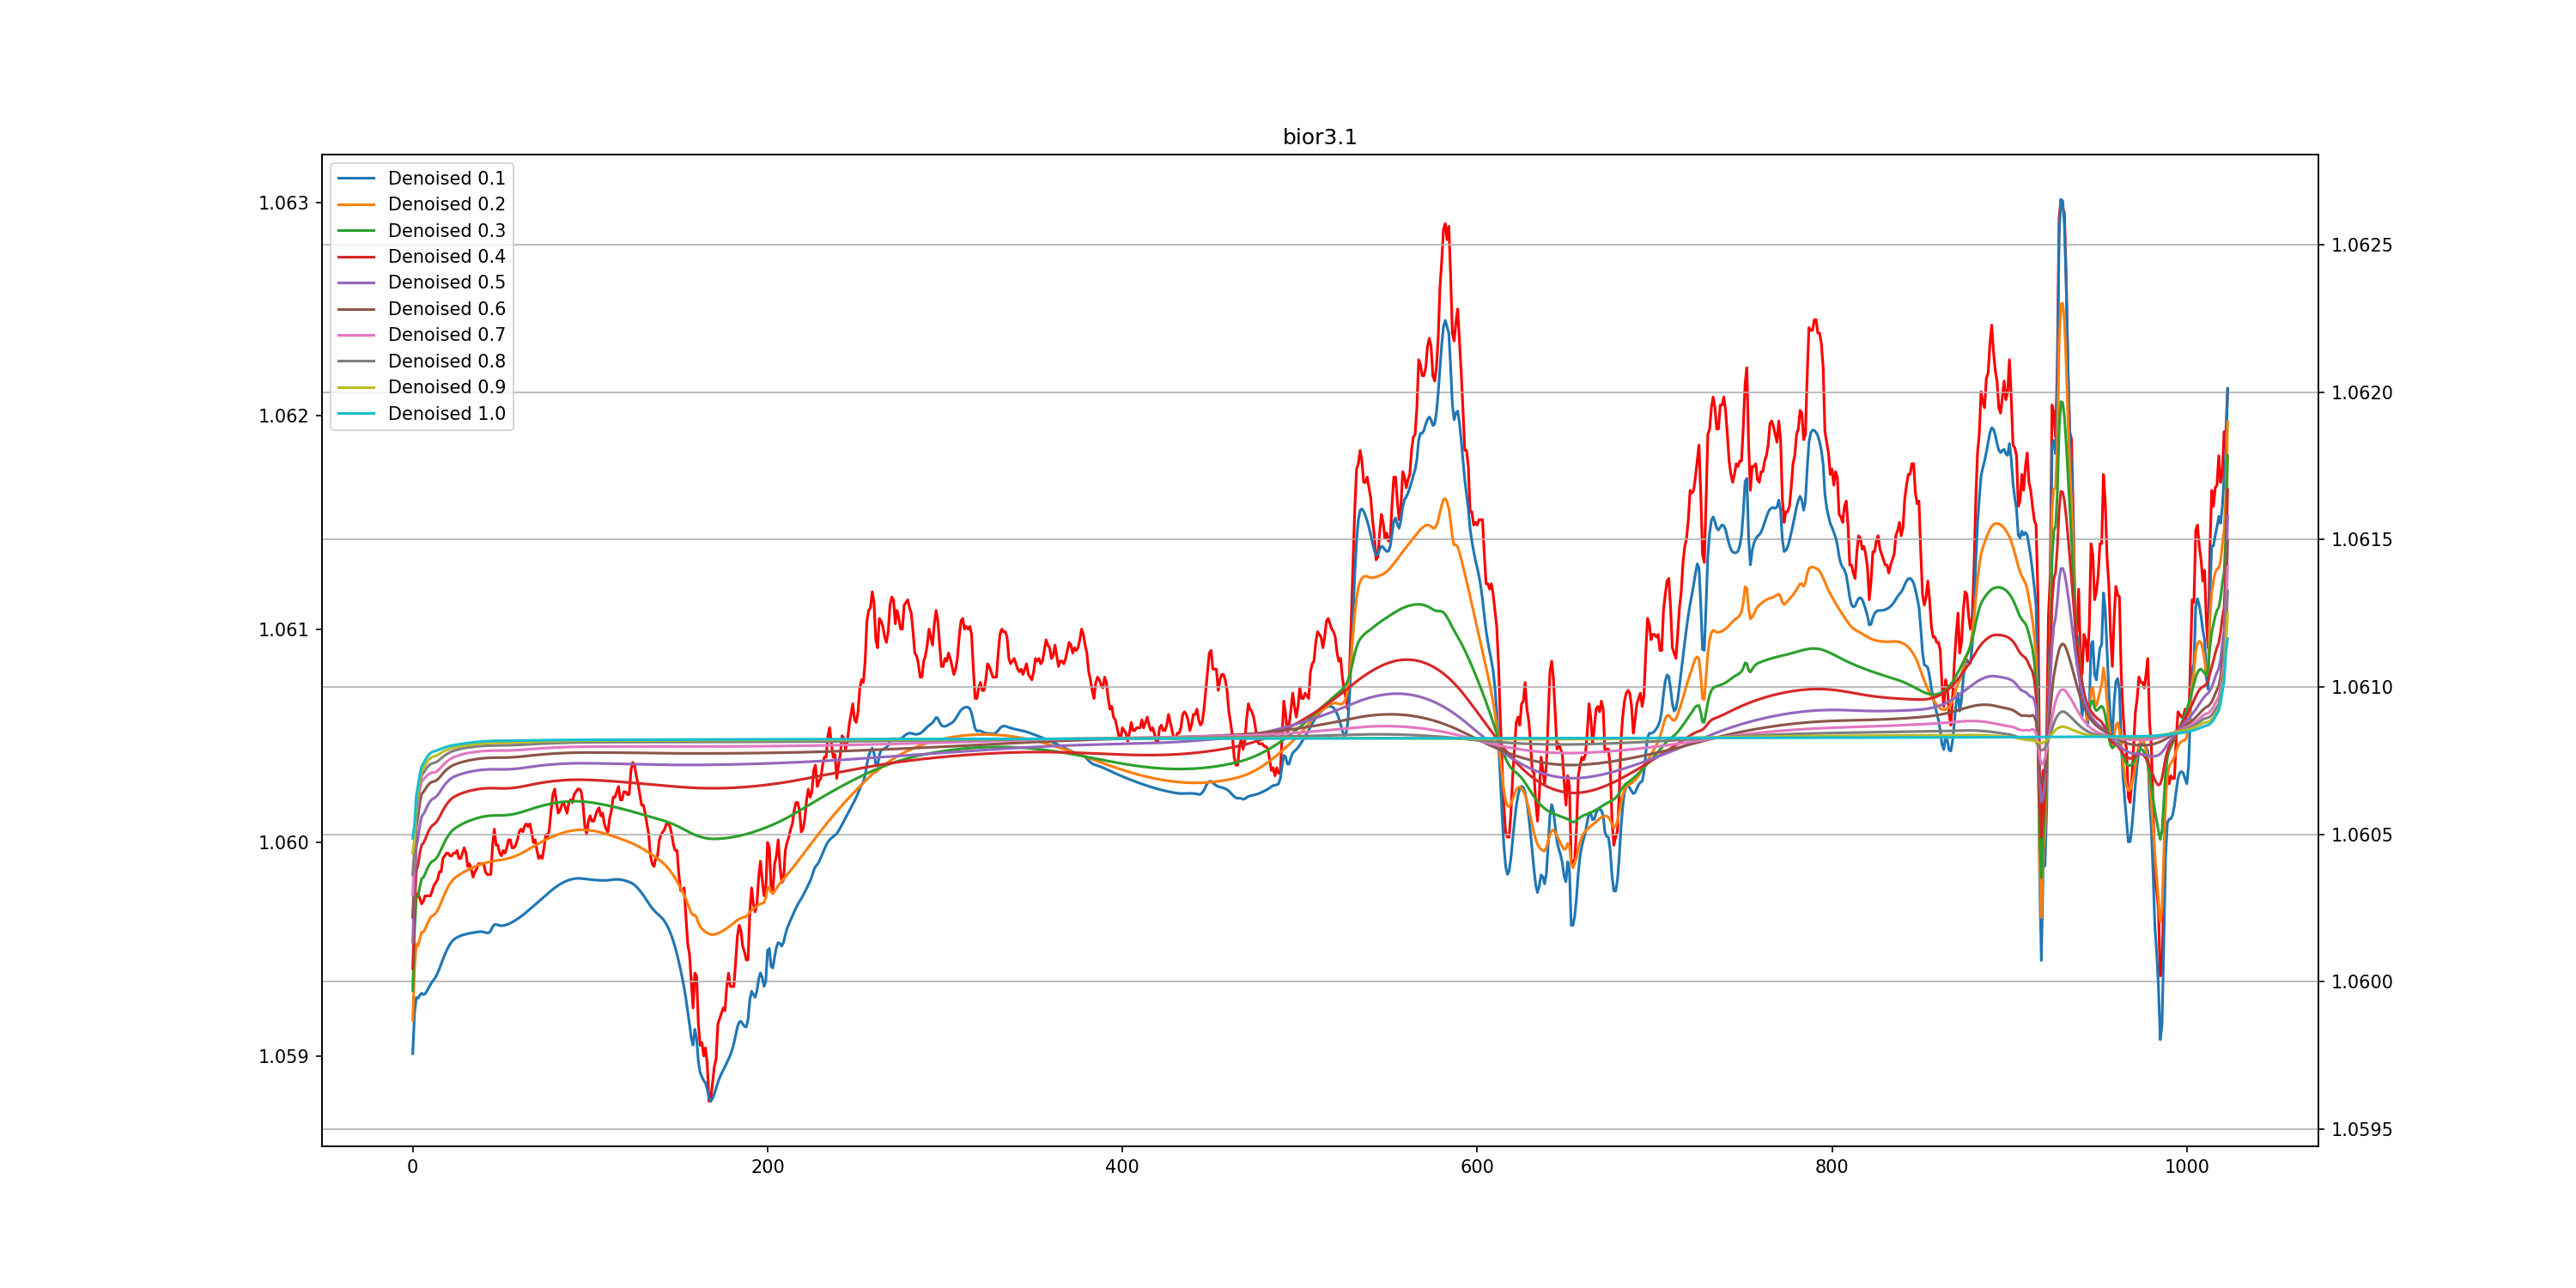 bior3.1
Denoised 0.1
Denoised 0.2
Denoised 0.3
Denoised 0.4
Denoised 0.5
Denoised 0.6
Denoised 0.7
Denoised 0.8
Denoised 0.9
Denoised 1.0
1.063
1.062
1.061
1.060
1.059
1.0625
1.0620
1.0615
1.0610
1.0605
1.0600
1.0595
0 200 400 600 800 1000